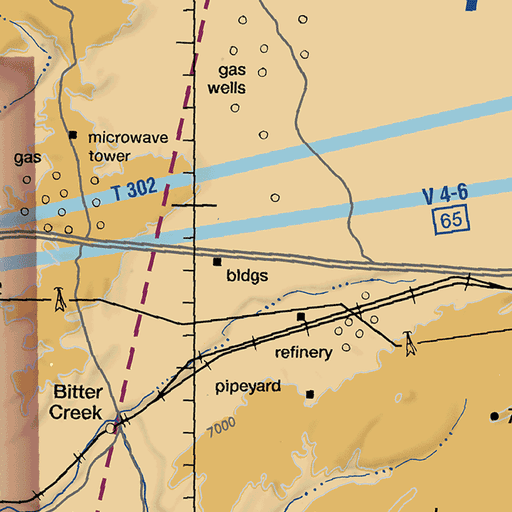 gas
wells
microwave
tower
gas
T 302
V 4-6
65
bldgs
refinery
pipeyard
Bitter
Creek
7000